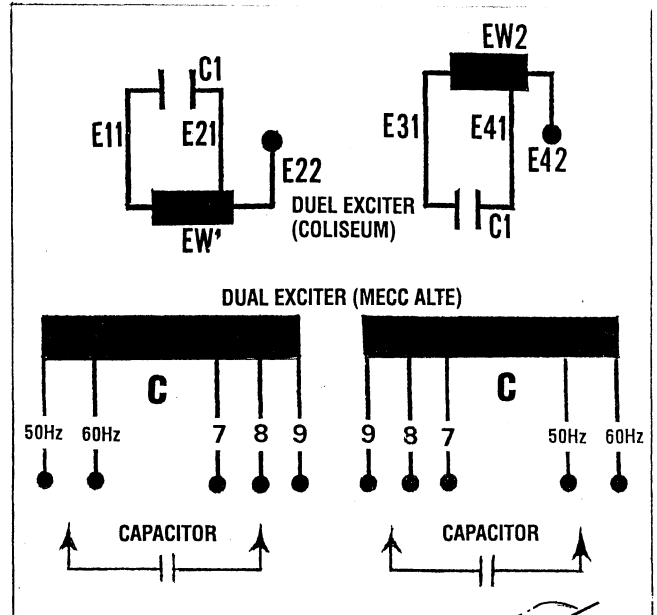 C1
E11
E21
E22
EW'
DUEL EXCITER
(COLISEUM)
EW2
E31
E41
E42
C1
DUAL EXCITER (MECC ALTE)
C
50Hz 60Hz 7 8 9
CAPACITOR
C
9 8 7 50Hz 60Hz
CAPACITOR